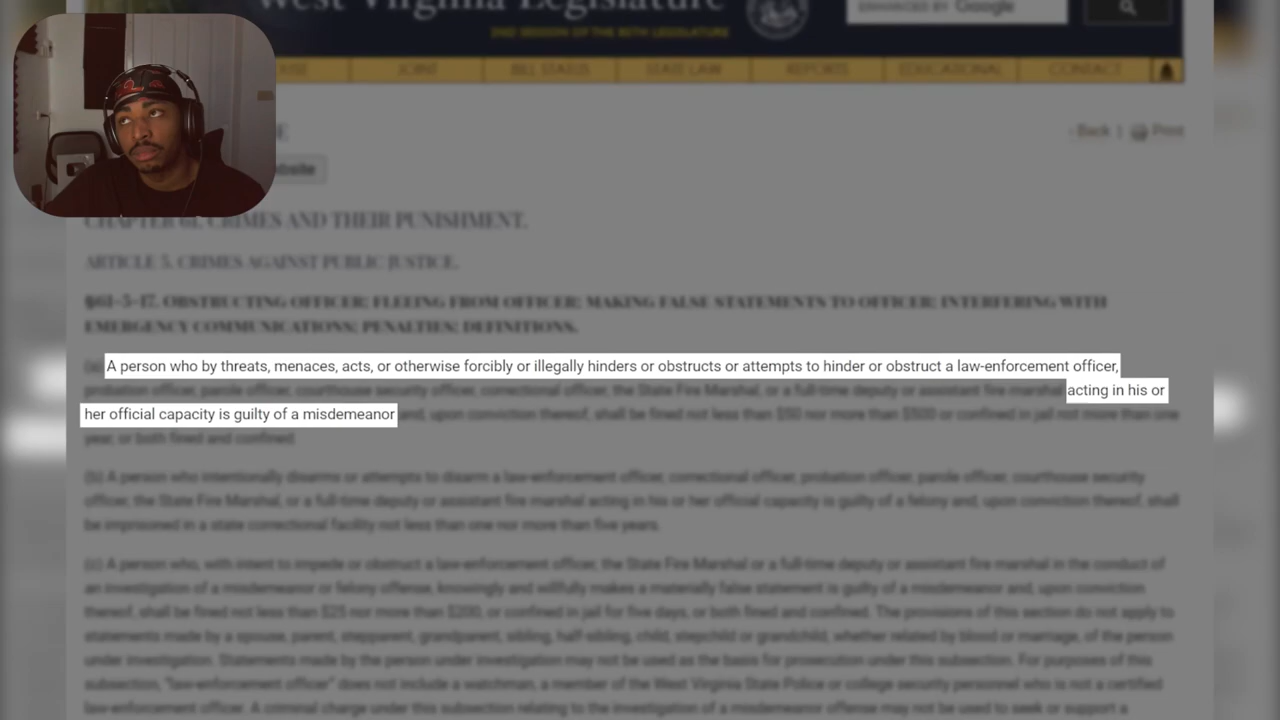 West Virginia Legislature
ENHANCED BY Google
2ND SESSION OF THE 86TH LEGISLATURE
JOINT BILL STATUS STATE LAW REPORTS EDUCATIONAL CONTACT
Back | Print
CHAPTER 61. CRIMES AND THEIR PUNISHMENT.
ARTICLE 5. CRIMES AGAINST PUBLIC JUSTICE.
§61-5-17. OBSTRUCTING OFFICER; FLEEING FROM OFFICER; MAKING FALSE STATEMENTS TO OFFICER; INTERFERING WITH
EMERGENCY COMMUNICATIONS; PENALTIES; DEFINITIONS.
(a) A person who by threats, menaces, acts, or otherwise forcibly or illegally hinders or obstructs or attempts to hinder or obstruct a law-enforcement officer,
probation officer, parole officer, courthouse security officer, correctional officer, the State Fire Marshal, or a full-time deputy or assistant fire marshal acting in his or
her official capacity is guilty of a misdemeanor and, upon conviction thereof, shall be fined not less than $50 nor more than $500 or confined in jail not more than one
year, or both fined and confined.
(b) A person who intentionally disarms or attempts to disarm a law-enforcement officer, correctional officer, probation officer, parole officer, courthouse security
officer, the State Fire Marshal, or a full-time deputy or assistant fire marshal acting in his or her official capacity is guilty of a felony and, upon conviction thereof, shall
be imprisoned in a state correctional facility not less than one nor more than five years.
(c) A person who, with intent to impede or obstruct a law-enforcement officer, the State Fire Marshal or a full-time deputy or assistant fire marshal in the conduct of
an investigation of a misdemeanor or felony offense, knowingly and willfully makes a materially false statement is guilty of a misdemeanor and, upon conviction
thereof, shall be fined not less than $25 nor more than $200, or confined in jail for five days, or both fined and confined. The provisions of this section do not apply to
statements made by a spouse, parent, stepparent, grandparent, sibling, half-sibling, child, stepchild or grandchild, whether related by blood or marriage, of the person
under investigation. Statements made by the person under investigation may not be used as the basis for prosecution under this subsection. For purposes of this
subsection, "law-enforcement officer" does not include a watchman, a member of the West Virginia State Police or college security personnel who is not a certified
law-enforcement officer. A criminal charge under this subsection relating to the investigation of a misdemeanor offense may not be used to seek or support a